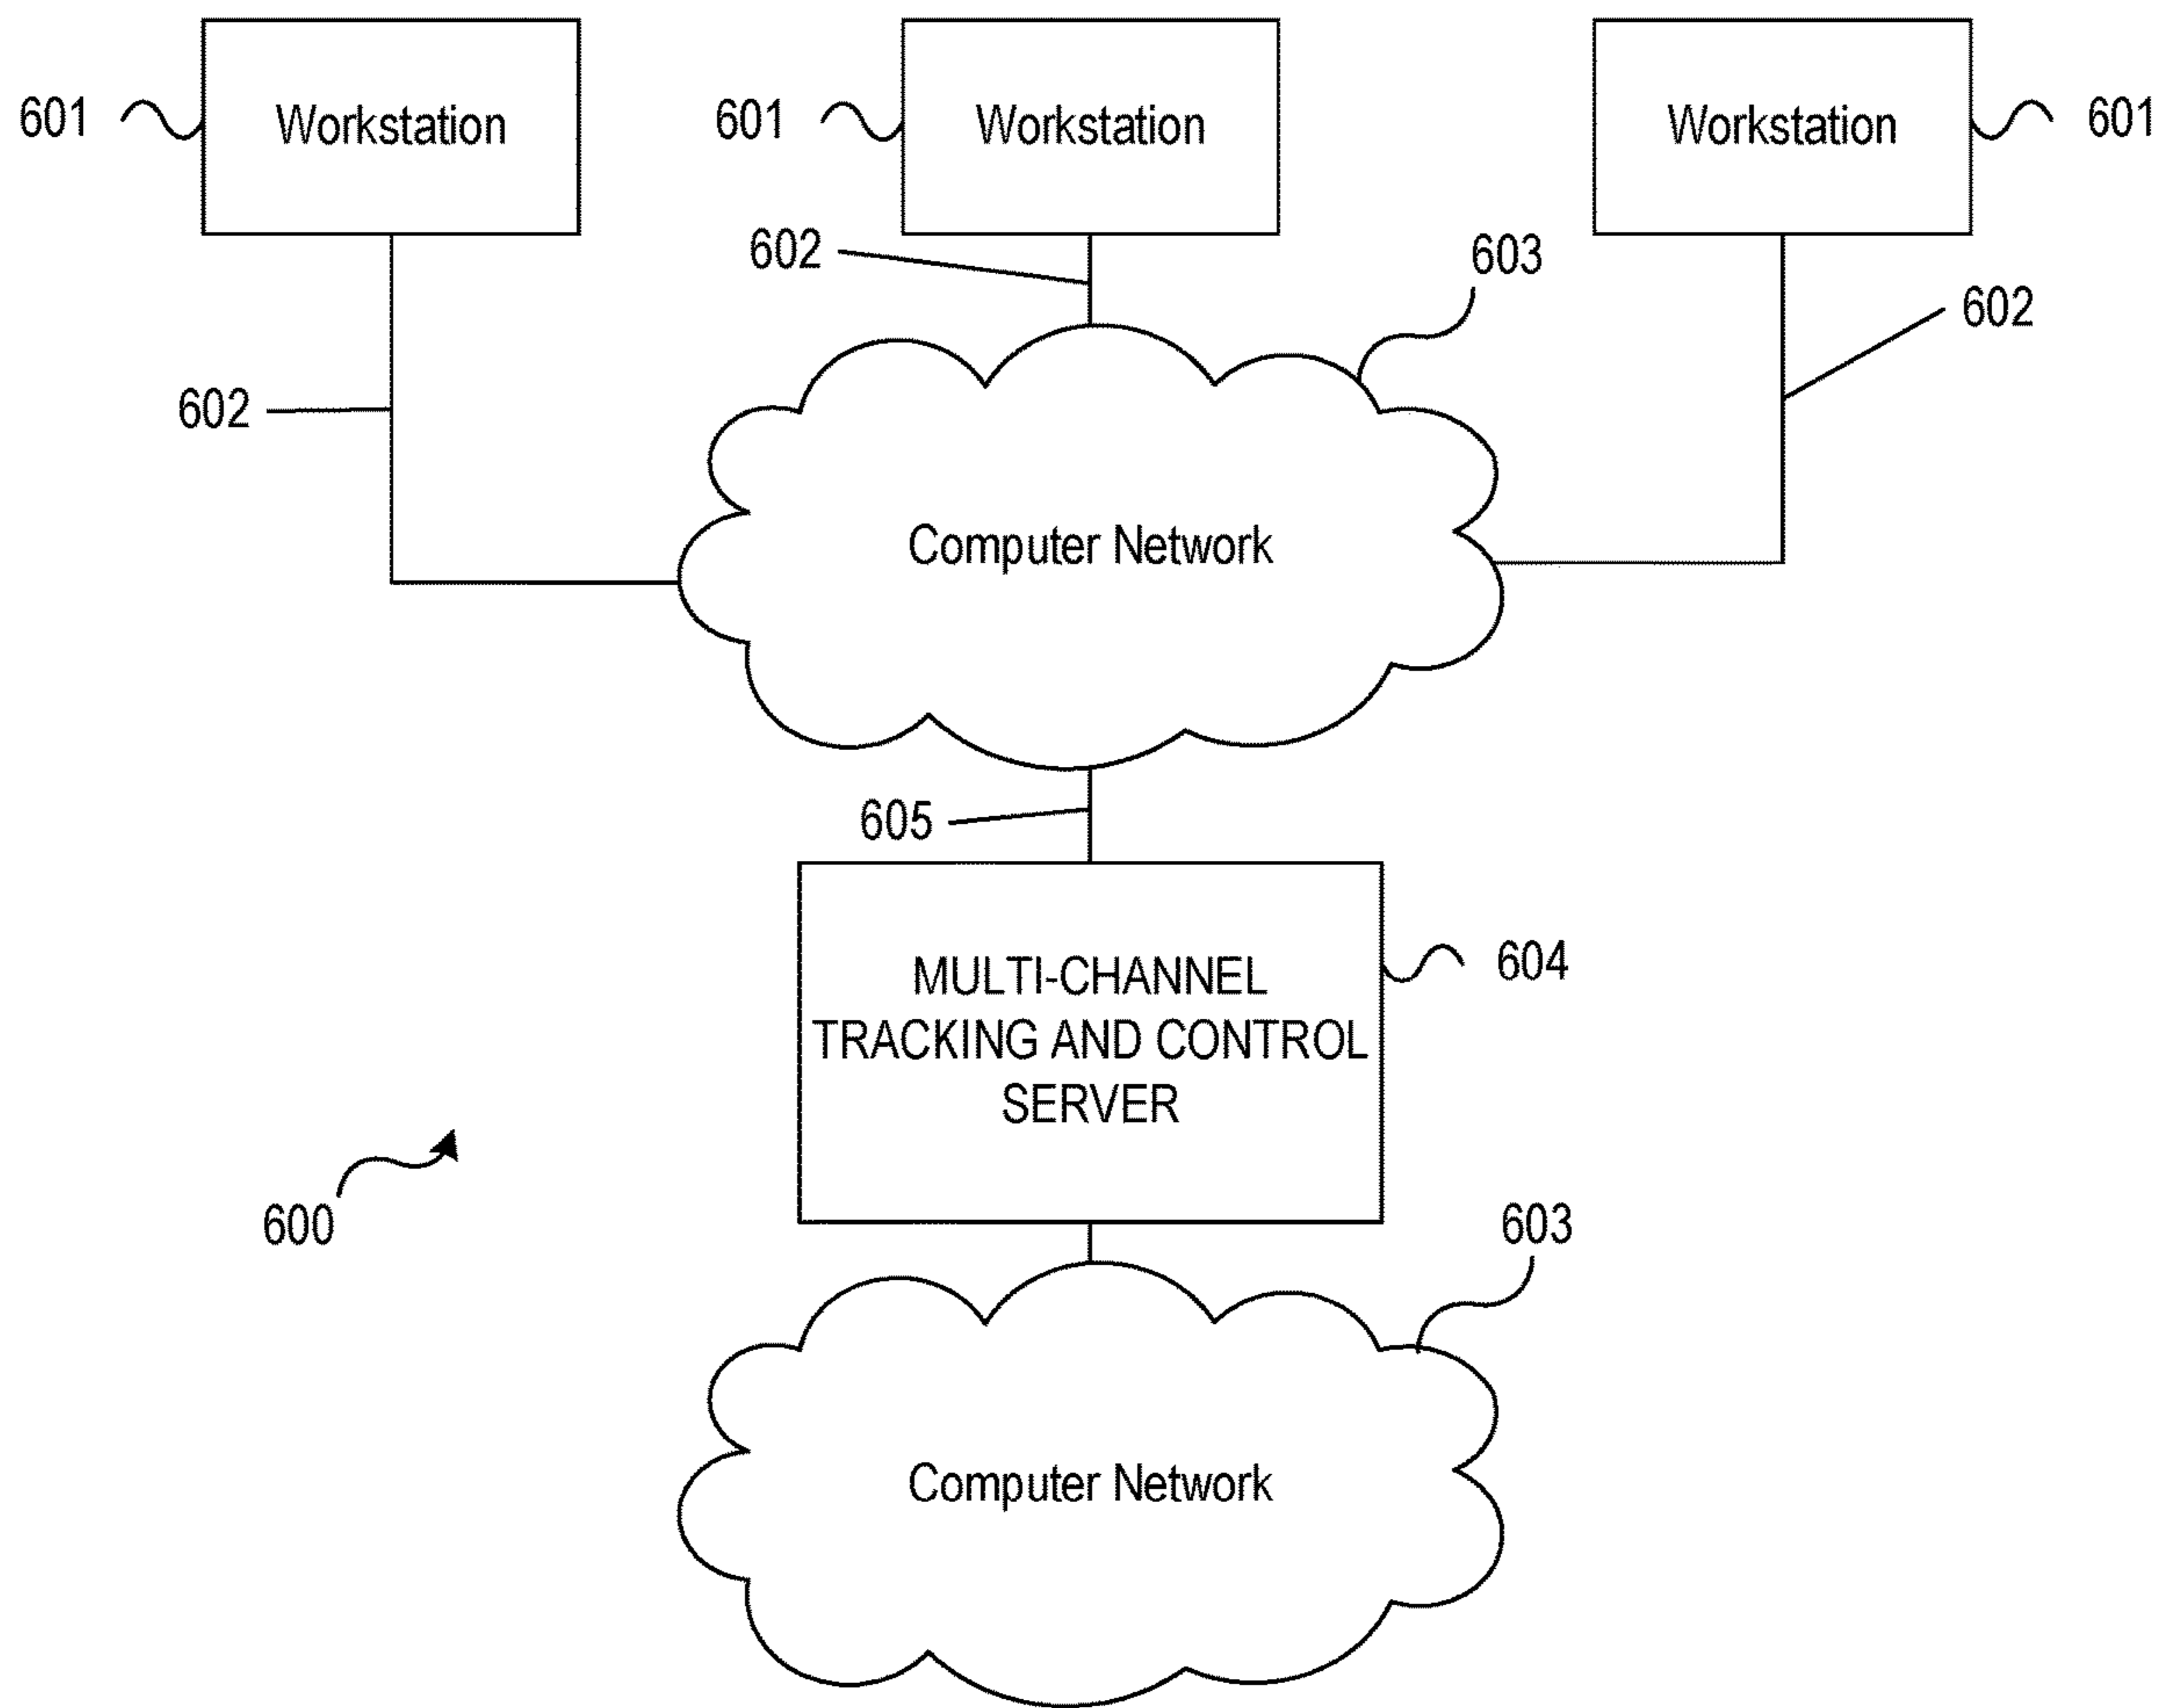 601
Workstation
601
Workstation
Workstation
601
602
603
602
602
Computer Network
605
MULTI-CHANNEL
TRACKING AND CONTROL
SERVER
604
600
603
Computer Network